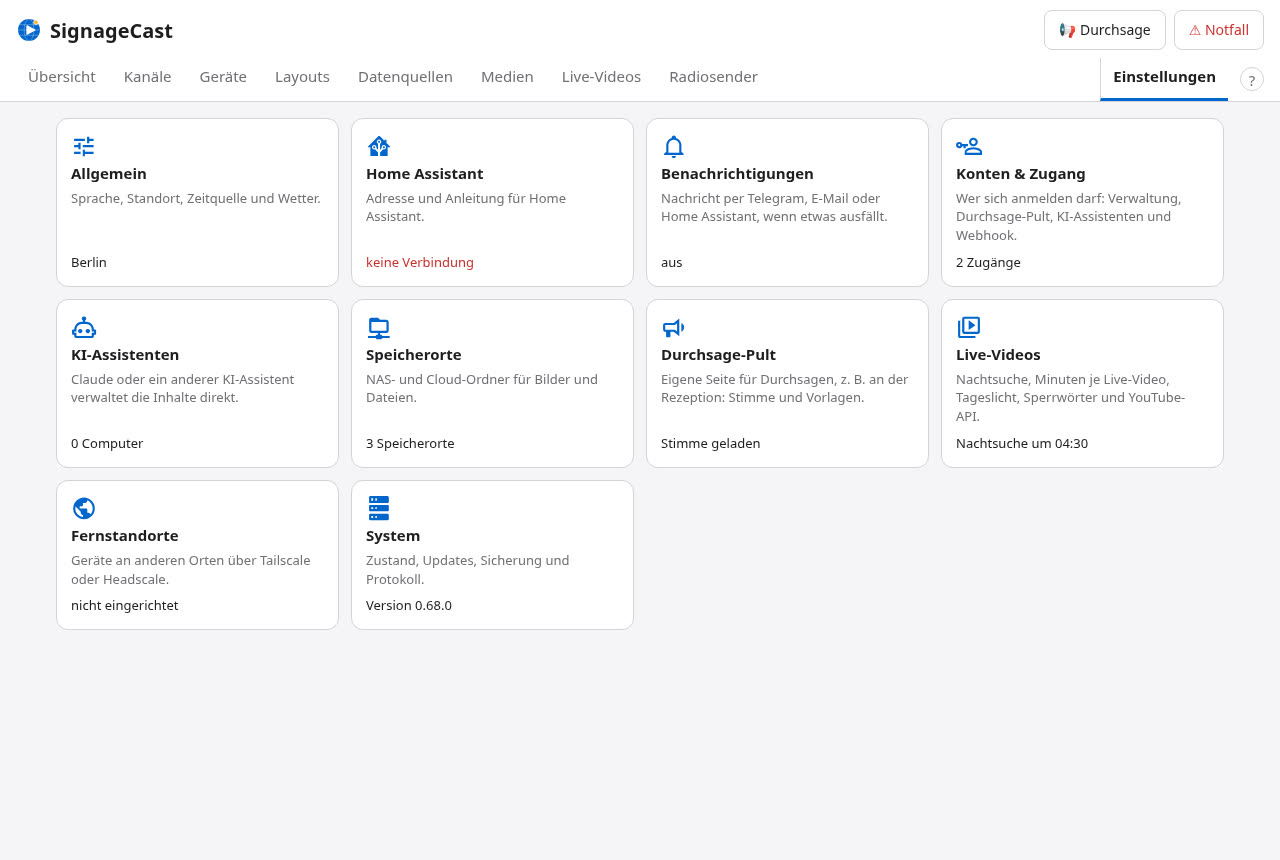 SignageCast
Durchsage
Notfall
Übersicht
Kanäle
Geräte
Layouts
Datenquellen
Medien
Live-Videos
Radiosender
Einstellungen
?
Allgemein
Sprache, Standort, Zeitquelle und Wetter.
Berlin
Home Assistant
Adresse und Anleitung für Home
Assistant.
keine Verbindung
Benachrichtigungen
Nachricht per Telegram, E-Mail oder
Home Assistant, wenn etwas ausfällt.
aus
Konten & Zugang
Wer sich anmelden darf: Verwaltung,
Durchsage-Pult, KI-Assistenten und
Webhook.
2 Zugänge
KI-Assistenten
Claude oder ein anderer KI-Assistent
verwaltet die Inhalte direkt.
0 Computer
Speicherorte
NAS- und Cloud-Ordner für Bilder und
Dateien.
3 Speicherorte
Durchsage-Pult
Eigene Seite für Durchsagen, z. B. an der
Rezeption: Stimme und Vorlagen.
Stimme geladen
Live-Videos
Nachtsuche, Minuten je Live-Video,
Tageslicht, Sperrwörter und YouTube-
API.
Nachtsuche um 04:30
Fernstandorte
Geräte an anderen Orten über Tailscale
oder Headscale.
nicht eingerichtet
System
Zustand, Updates, Sicherung und
Protokoll.
Version 0.68.0